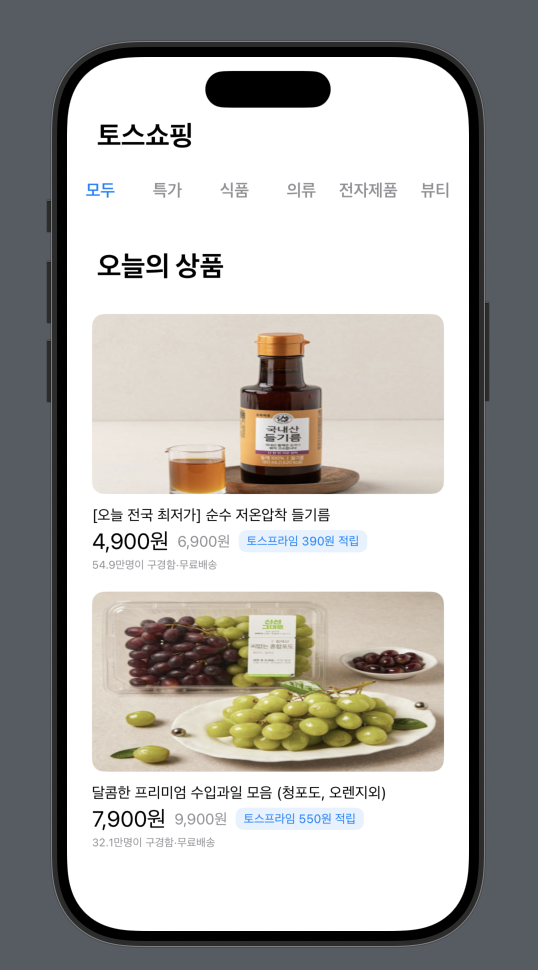 토스쇼핑
모두 특가 식품 의류 전자제품 뷰티
오늘의 상품
국내산
들기름
[오늘 전국 최저가] 순수 저온압착 들기름
4,900원 6,900원 토스프라임 390원 적립
54.9만명이 구경함·무료배송
달콤한 프리미엄 수입과일 모음 (청포도, 오렌지외)
7,900원 9,900원 토스프라임 550원 적립
32.1만명이 구경함·무료배송